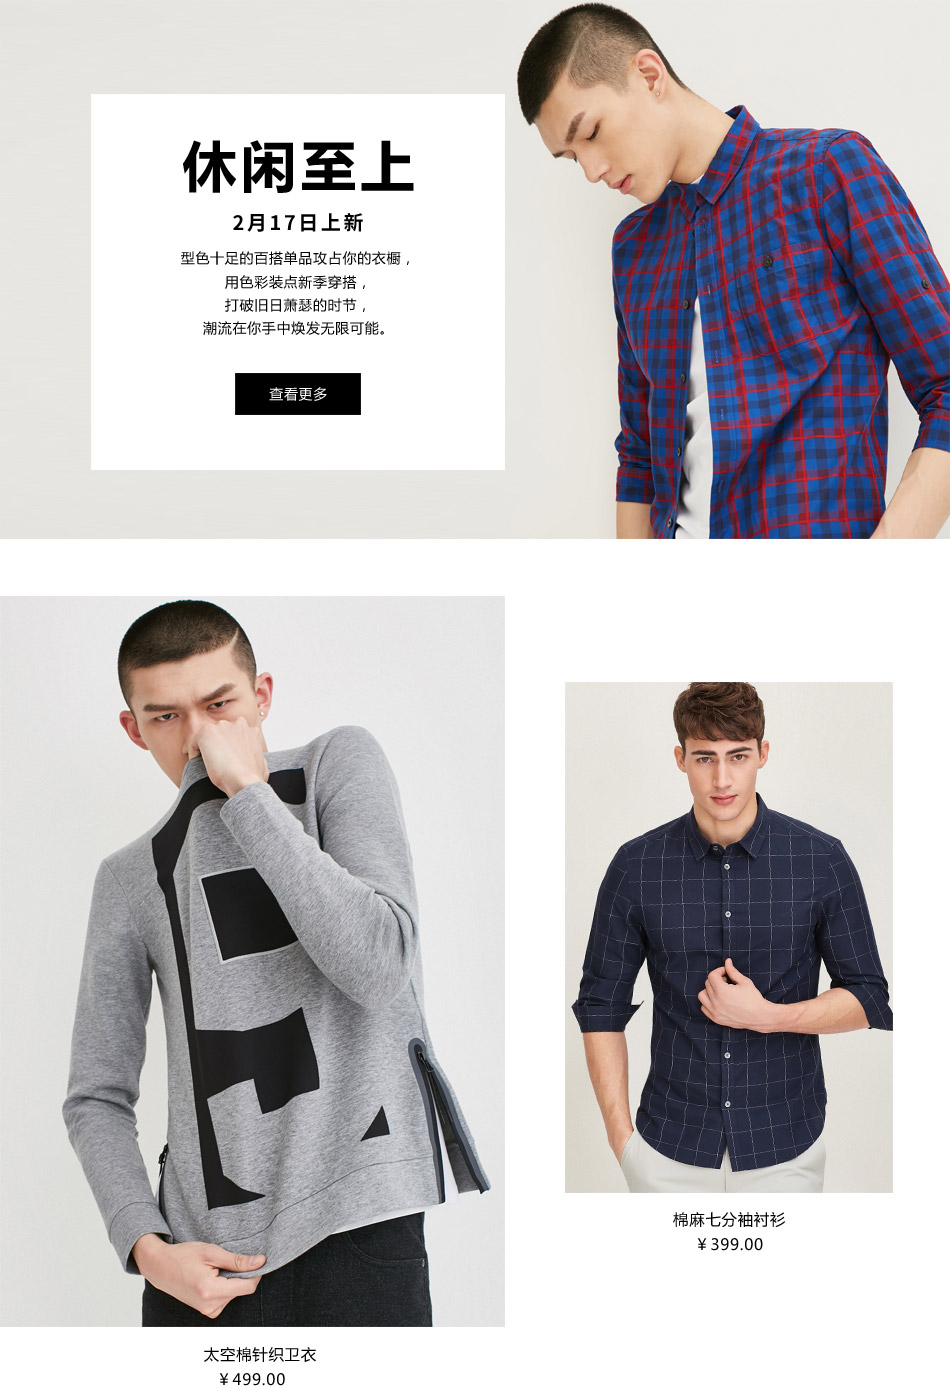 休闲至上
2月17日上新
型色十足的百搭单品攻占你的衣橱，
用色彩装点新季穿搭，
打破旧日萧瑟的时节，
潮流在你手中焕发无限可能。
查看更多
棉麻七分袖衬衫
¥399.00
太空棉针织卫衣
¥499.00